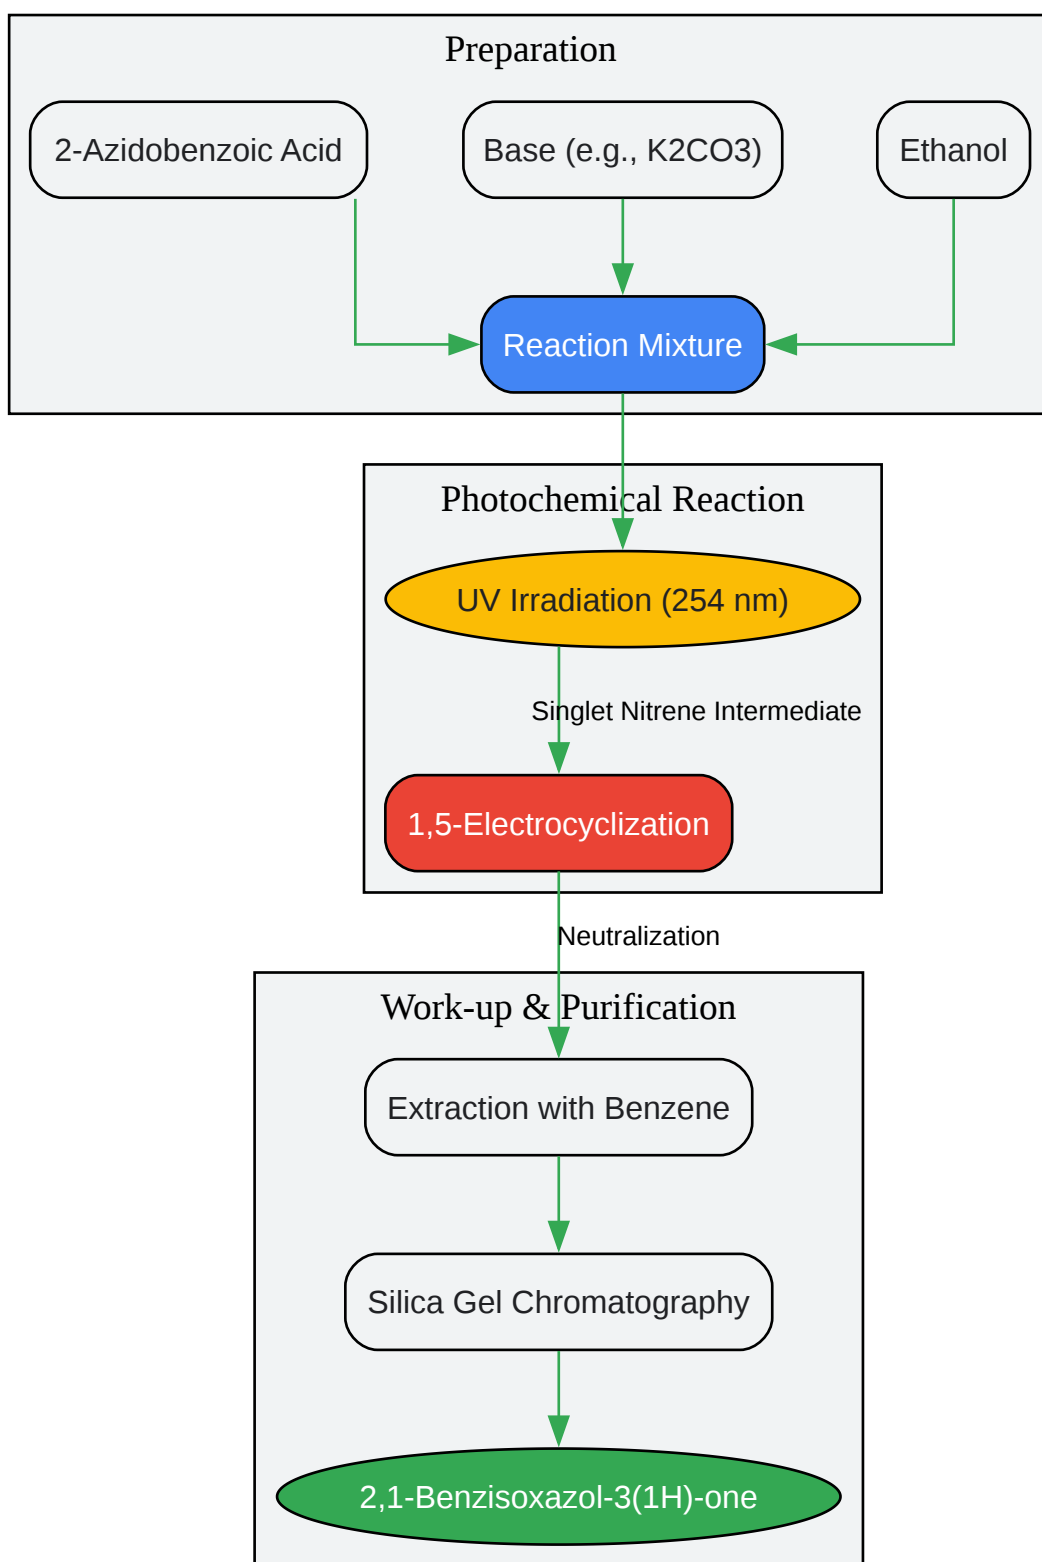 Preparation
2-Azidobenzoic Acid
Base (e.g., K2CO3)
Ethanol
Reaction Mixture
Photochemical Reaction
UV Irradiation (254 nm)
Singlet Nitrene Intermediate
1,5-Electrocyclization
Neutralization
Work-up & Purification
Extraction with Benzene
Silica Gel Chromatography
2,1-Benzisoxazol-3(1H)-one